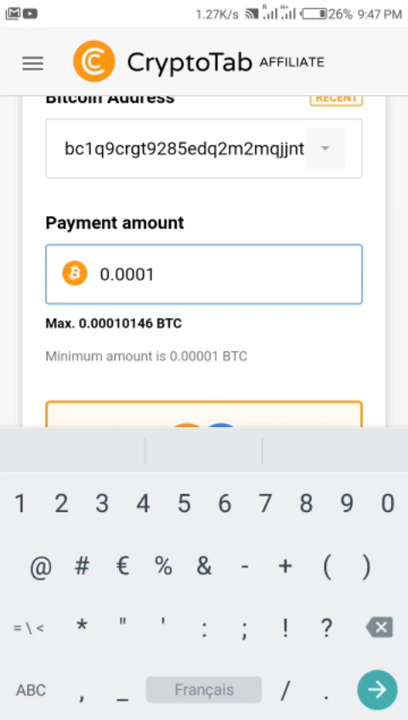 1.27K/s 26% 9:47 PM
CryptoTab AFFILIATE
Bitcoin Address RECENT
bc1q9crgt9285edq2m2mqjjnt
Payment amount
0.0001
Max. 0.00010146 BTC
Minimum amount is 0.00001 BTC
1 2 3 4 5 6 7 8 9 0
@ # € % & - + ( )
= \ < * " ' : ; ! ?
ABC , _ Français / .